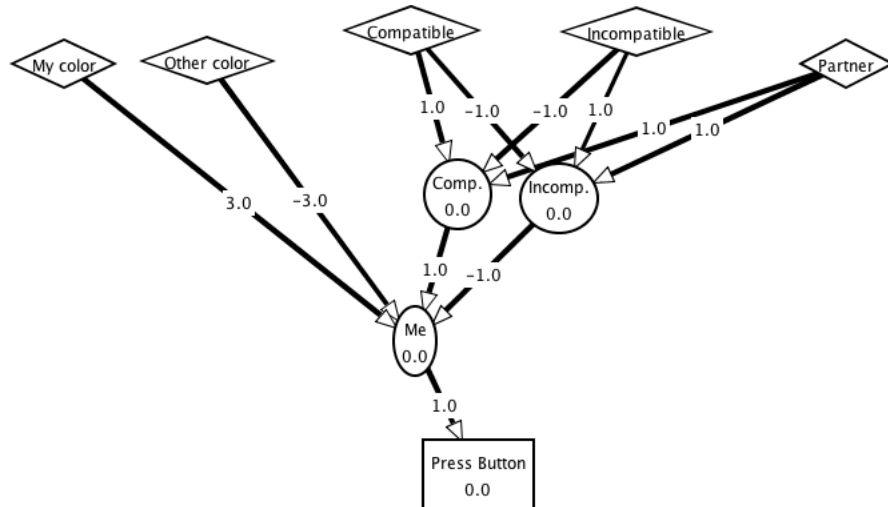 Compatible
Incompatible
My color
Other color
Partner
1.0
-1.0
-1.0
1.0
1.0
1.0
Comp.
0.0
Incomp.
0.0
3.0
-3.0
1.0
-1.0
Me
0.0
1.0
Press Button
0.0